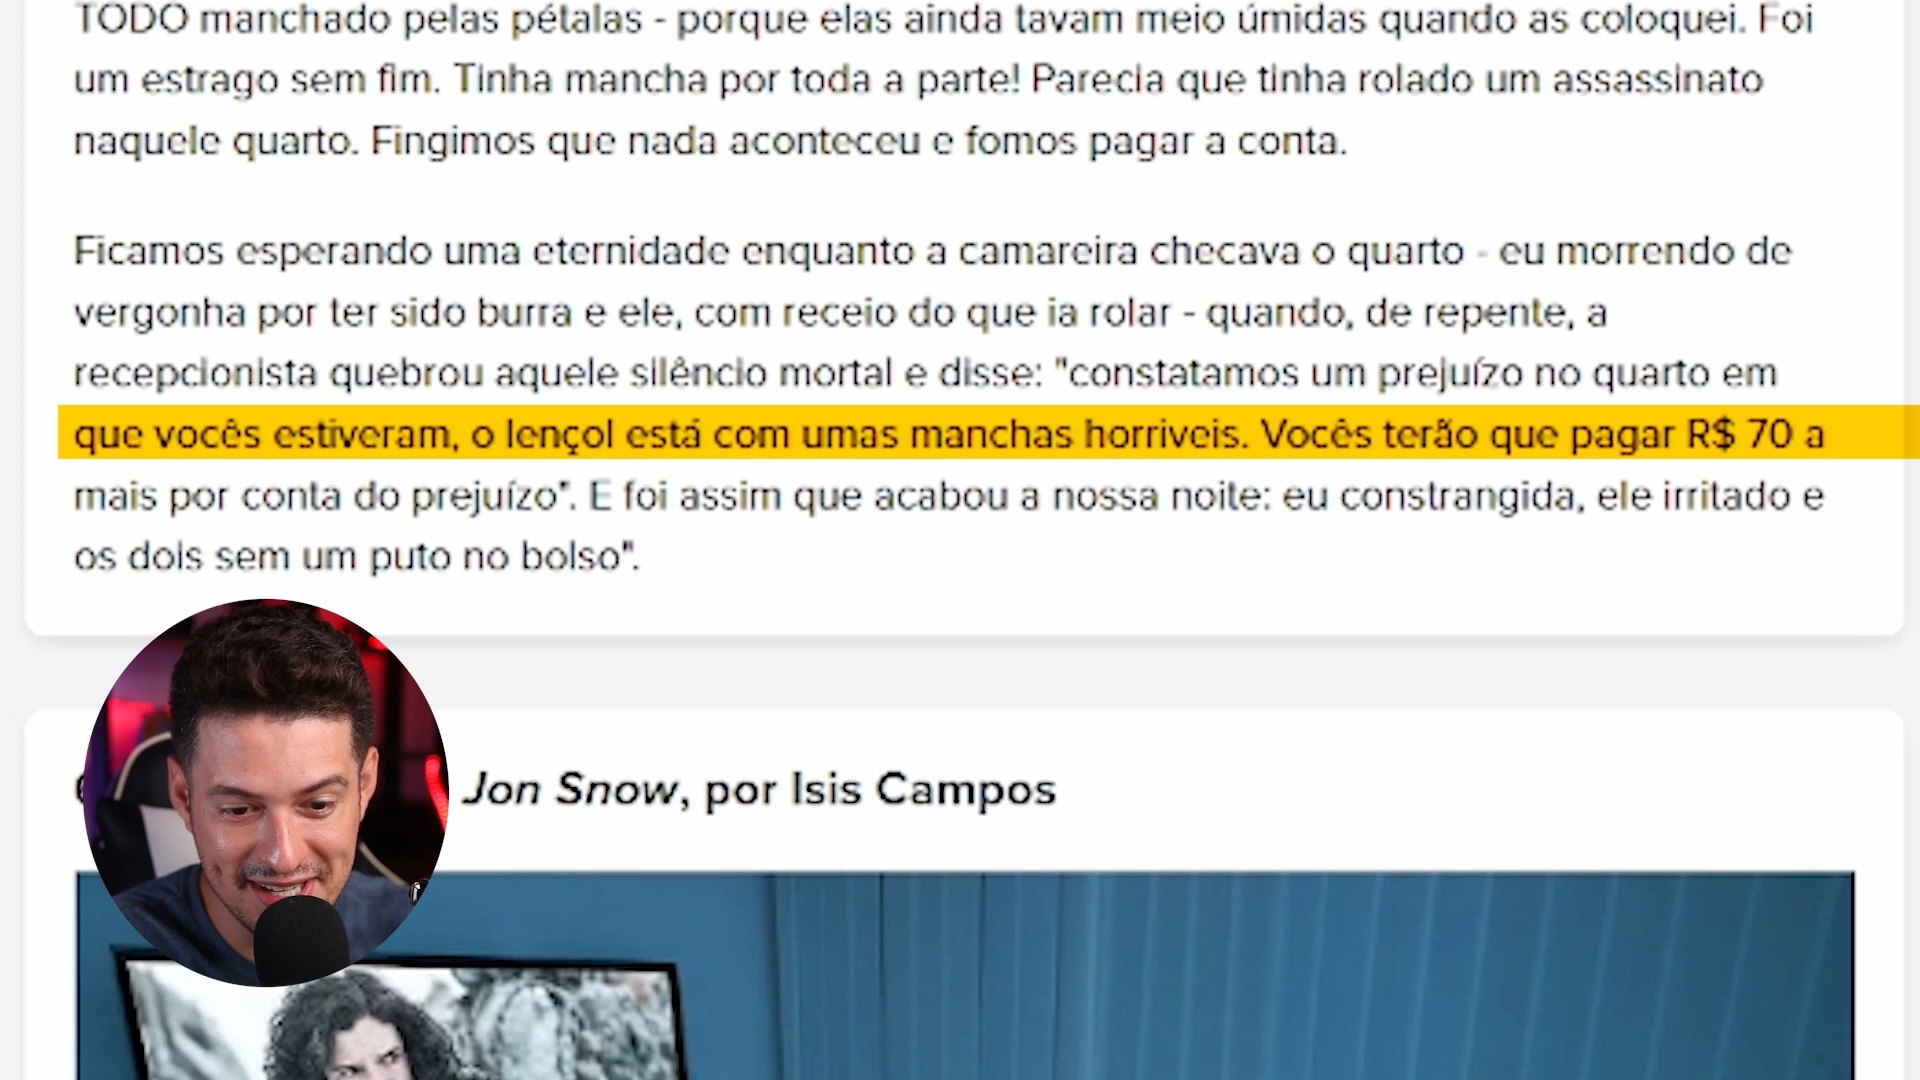 TODO manchado pelas pétalas - porque elas ainda tavam meio úmidas quando as coloquei. Foi
um estrago sem fim. Tinha mancha por toda a parte! Parecia que tinha rolado um assassinato
naquele quarto. Fingimos que nada aconteceu e fomos pagar a conta.
Ficamos esperando uma eternidade enquanto a camareira checava o quarto - eu morrendo de
vergonha por ter sido burra e ele, com receio do que ia rolar - quando, de repente, a
recepcionista quebrou aquele silêncio mortal e disse: "constatamos um prejuízo no quarto em
que vocês estiveram, o lençol está com umas manchas horriveis. Vocês terão que pagar R$ 70 a
mais por conta do prejuízo". E foi assim que acabou a nossa noite: eu constrangida, ele irritado e
os dois sem um puto no bolso".
Jon Snow, por Isis Campos